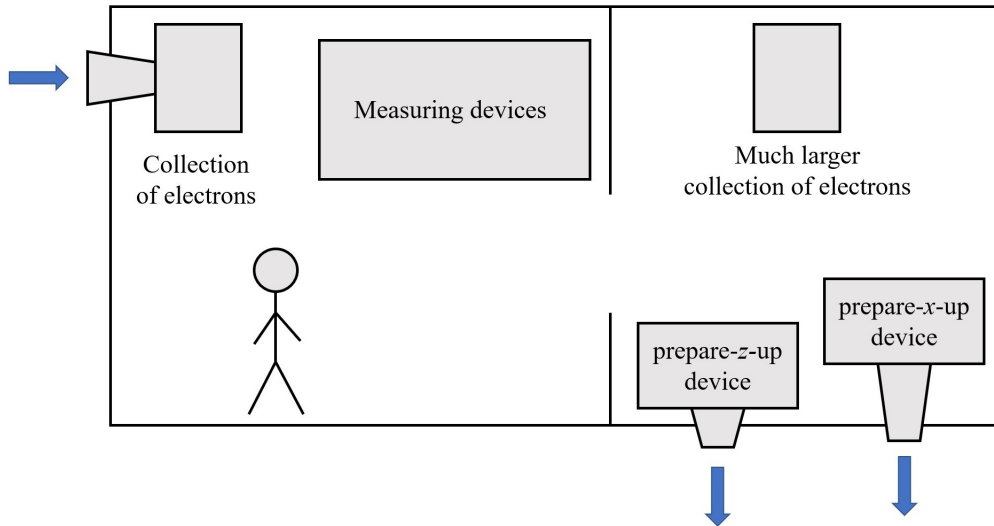 Measuring devices
Collection
of electrons
Much larger
collection of electrons
prepare-z-up
device
prepare-x-up
device